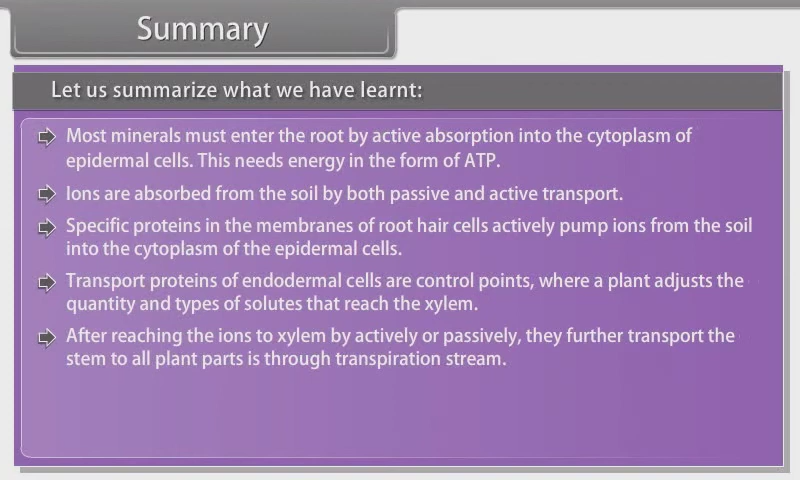 Summary
Let us summarize what we have learnt:
Most minerals must enter the root by active absorption into the cytoplasm of
epidermal cells. This needs energy in the form of ATP.
Ions are absorbed from the soil by both passive and active transport.
Specific proteins in the membranes of root hair cells actively pump ions from the soil
into the cytoplasm of the epidermal cells.
Transport proteins of endodermal cells are control points, where a plant adjusts the
quantity and types of solutes that reach the xylem.
After reaching the ions to xylem by actively or passively, they further transport the
stem to all plant parts is through transpiration stream.